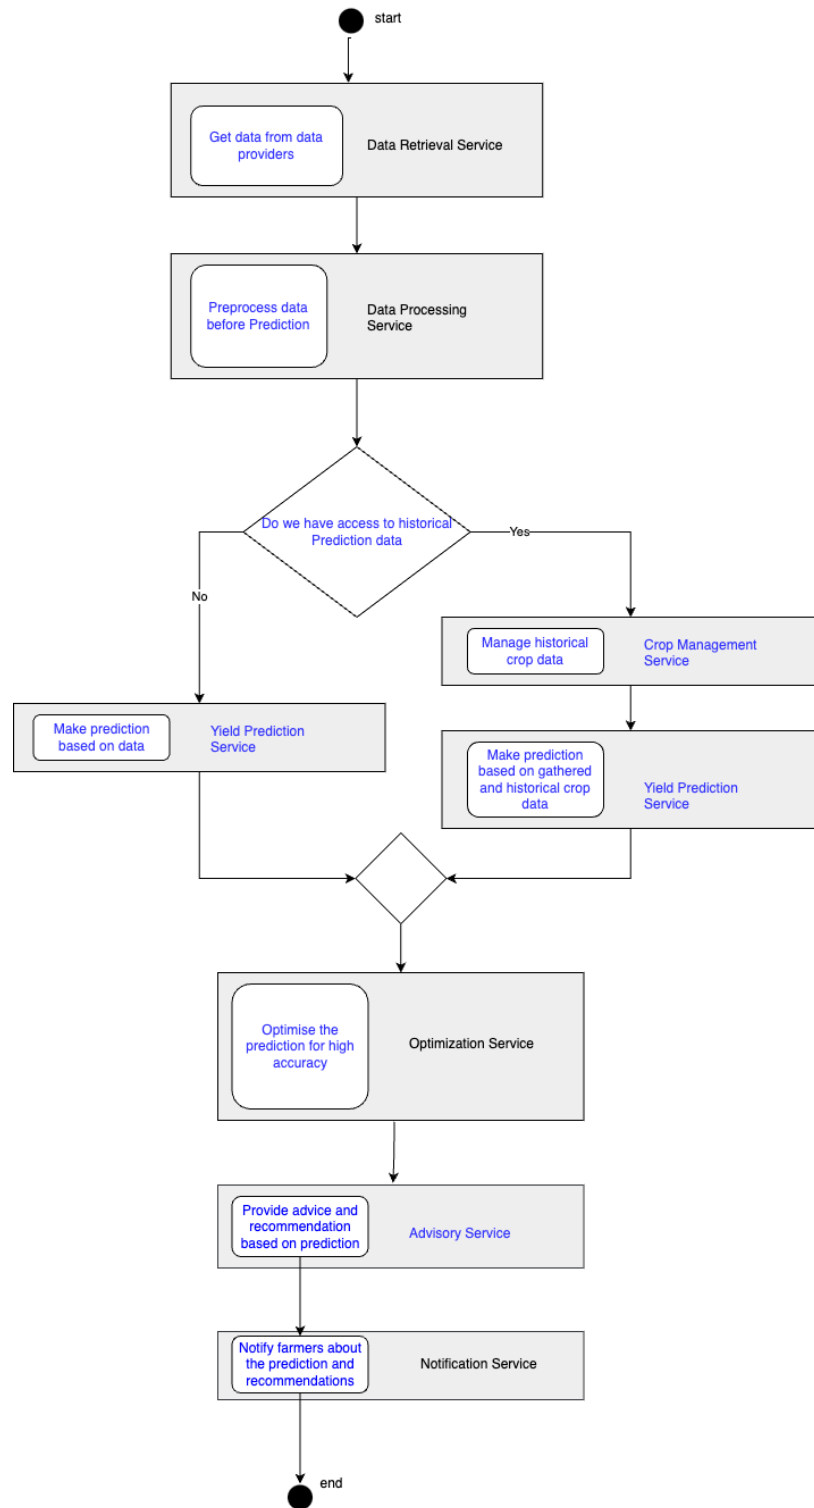 start
Get data from data
providers
Data Retrieval Service
Preprocess data
before Prediction
Data Processing
Service
Do we have access to historical
Prediction data
Yes
No
Manage historical
crop data
Crop Management
Service
Make prediction
based on data
Yield Prediction
Service
Make prediction
based on gathered
and historical crop
data
Yield Prediction
Service
Optimise the
prediction for high
accuracy
Optimization Service
Provide advice and
recommendation
based on prediction
Advisory Service
Notify farmers about
the prediction and
recommendations
Notification Service
end